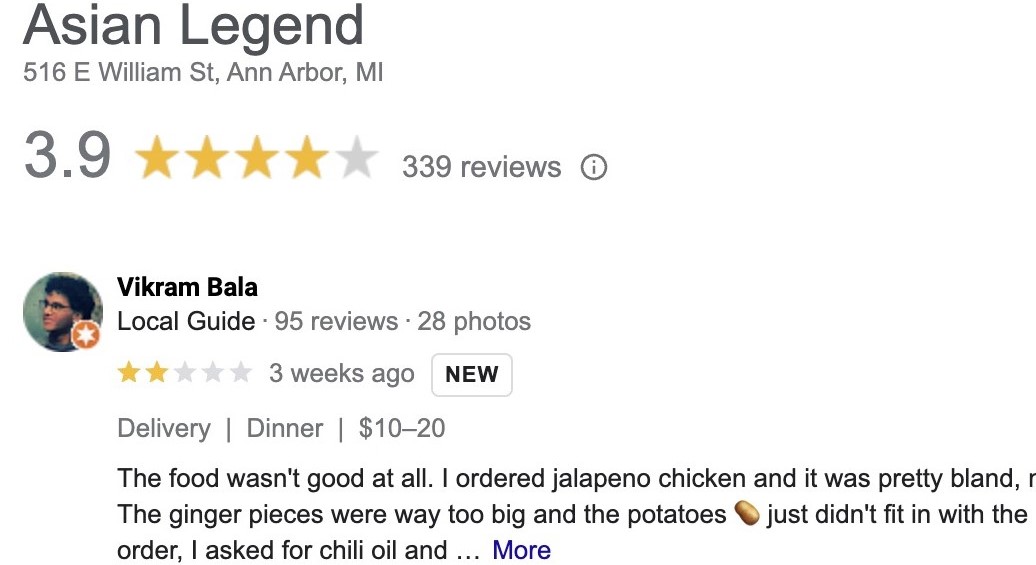 Asian Legend
516 E William St, Ann Arbor, MI
3.9 339 reviews
Vikram Bala
Local Guide · 95 reviews · 28 photos
3 weeks ago NEW
Delivery | Dinner | $10–20
The food wasn't good at all. I ordered jalapeno chicken and it was pretty bland,
The ginger pieces were way too big and the potatoes 🥔 just didn't fit in with the
order, I asked for chili oil and … More